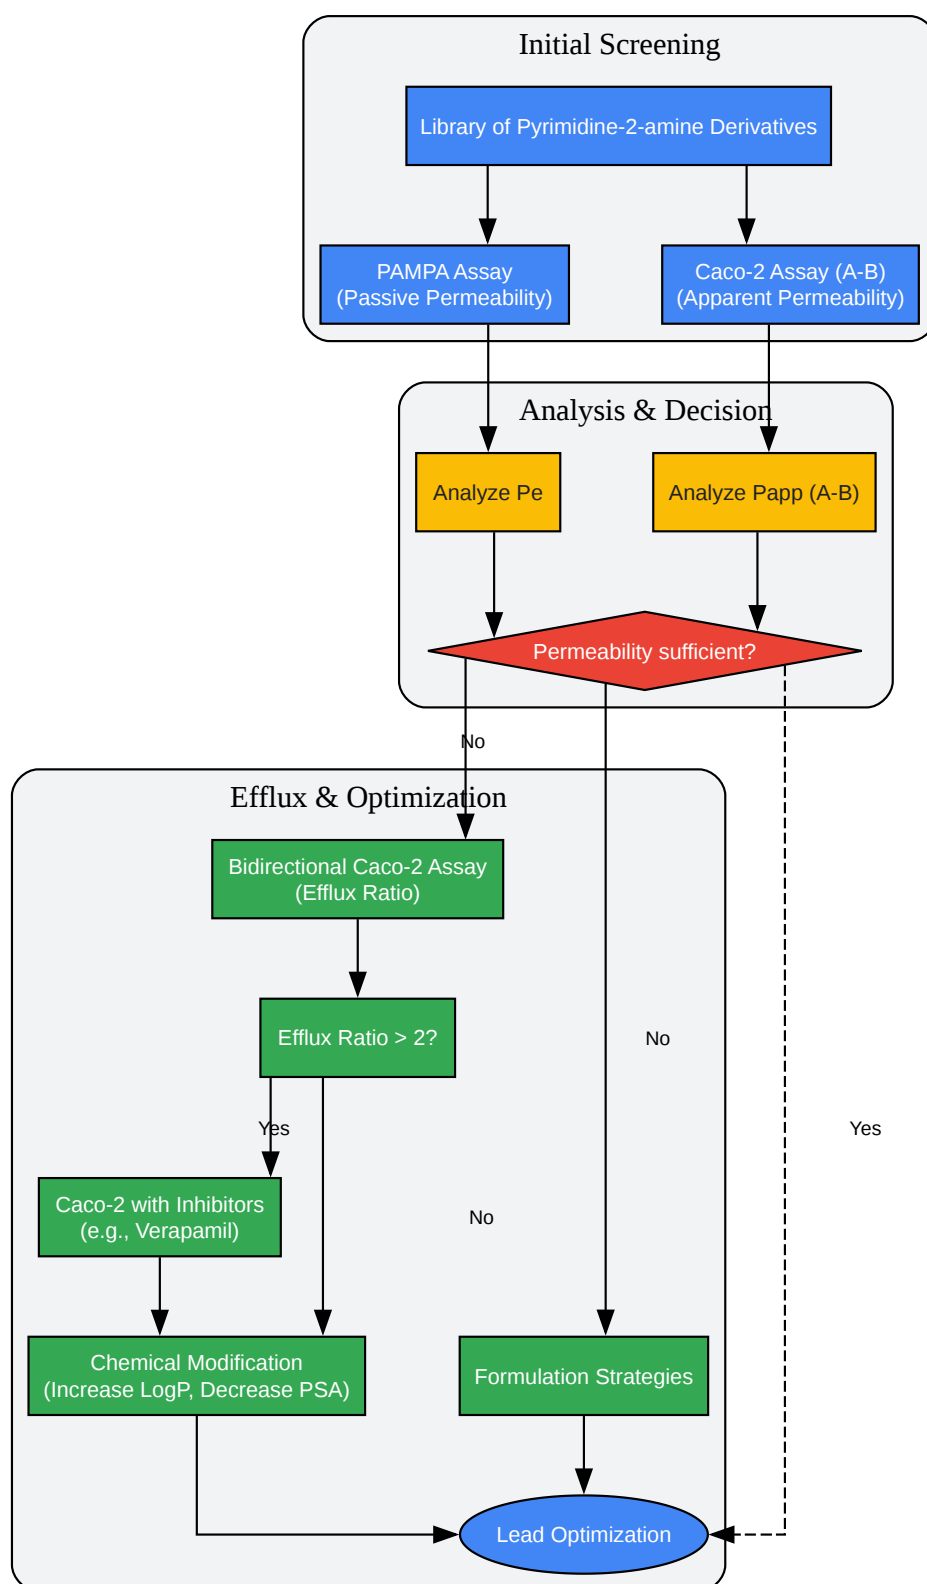 Initial Screening
Library of Pyrimidine-2-amine Derivatives
PAMPA Assay
(Passive Permeability)
Caco-2 Assay (A-B)
(Apparent Permeability)
Analysis & Decision
Analyze Pe
Analyze Papp (A-B)
Permeability sufficient?
No
Efflux & Optimization
Bidirectional Caco-2 Assay
(Efflux Ratio)
Efflux Ratio > 2?
No
Yes
Yes
Caco-2 with Inhibitors
(e.g., Verapamil)
No
Chemical Modification
(Increase LogP, Decrease PSA)
Formulation Strategies
Lead Optimization